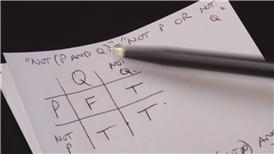 "NOT (P AND Q)" = "NOT P OR NOT Q"
Q NOT Q
P F T
NOT P T T